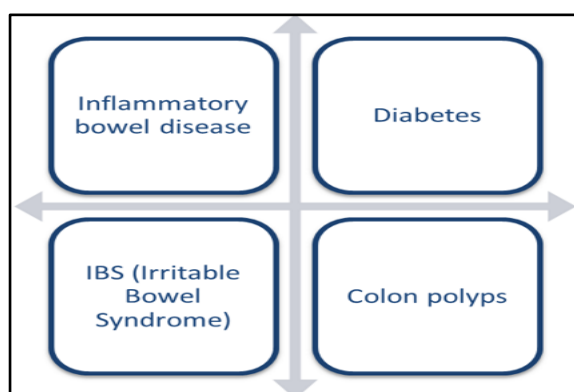 Inflammatory
bowel disease
Diabetes
IBS (Irritable
Bowel
Syndrome)
Colon polyps